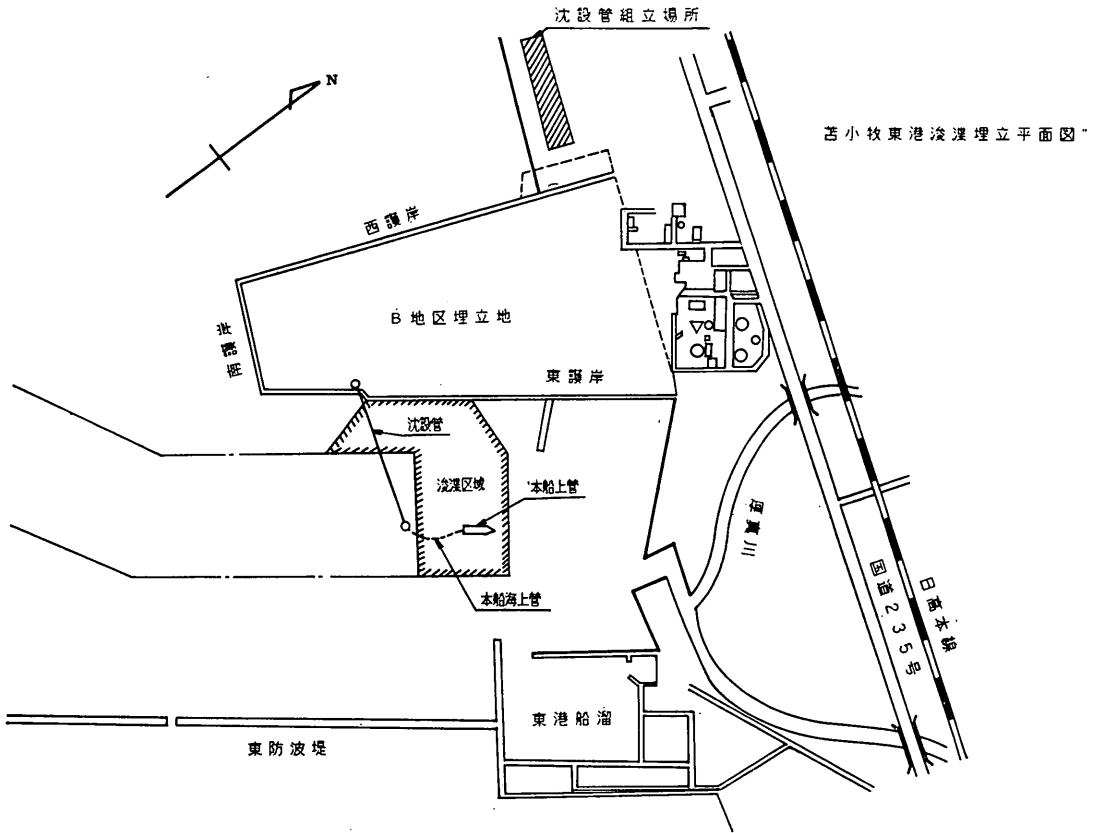 沈設管組立場所
N
苫小牧東港浚渫埋立平面図
西護岸
B地区埋立地
南護岸
東護岸
沈設管
浚渫区域
本船上管
厚真川
本船海上管
国道235号
日高本線
東港船溜
東防波堤